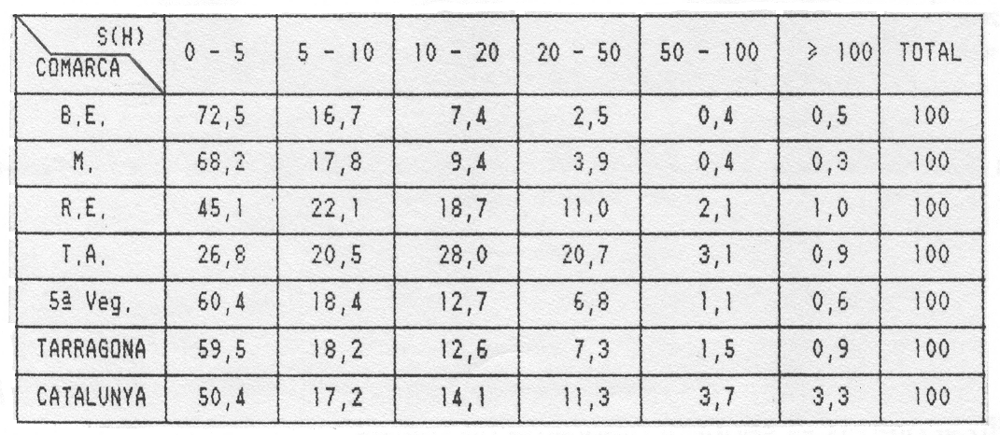 S(H)
COMARCA 0 - 5 5 - 10 10 - 20 20 - 50 50 - 100 ⩾ 100 TOTAL
B.E. 72,5 16,7 7,4 2,5 0,4 0,5 100
M. 68,2 17,8 9,4 3,9 0,4 0,3 100
R.E. 45,1 22,1 18,7 11,0 2,1 1,0 100
T.A. 26,8 20,5 28,0 20,7 3,1 0,9 100
5ª Veg. 60,4 18,4 12,7 6,8 1,1 0,6 100
TARRAGONA 59,5 18,2 12,6 7,3 1,5 0,9 100
CATALUNYA 50,4 17,2 14,1 11,3 3,7 3,3 100